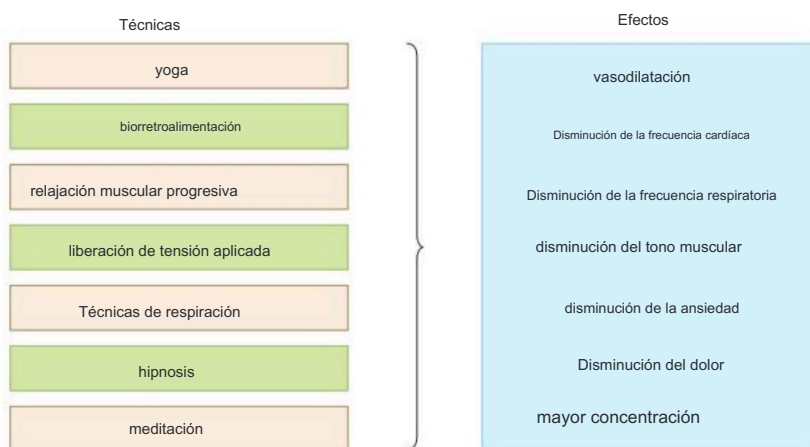 Técnicas
yoga
biorretroalimentación
relajación muscular progresiva
liberación de tensión aplicada
Técnicas de respiración
hipnosis
meditación
Efectos
vasodilatación
Disminución de la frecuencia cardíaca
Disminución de la frecuencia respiratoria
disminución del tono muscular
disminución de la ansiedad
Disminución del dolor
mayor concentración